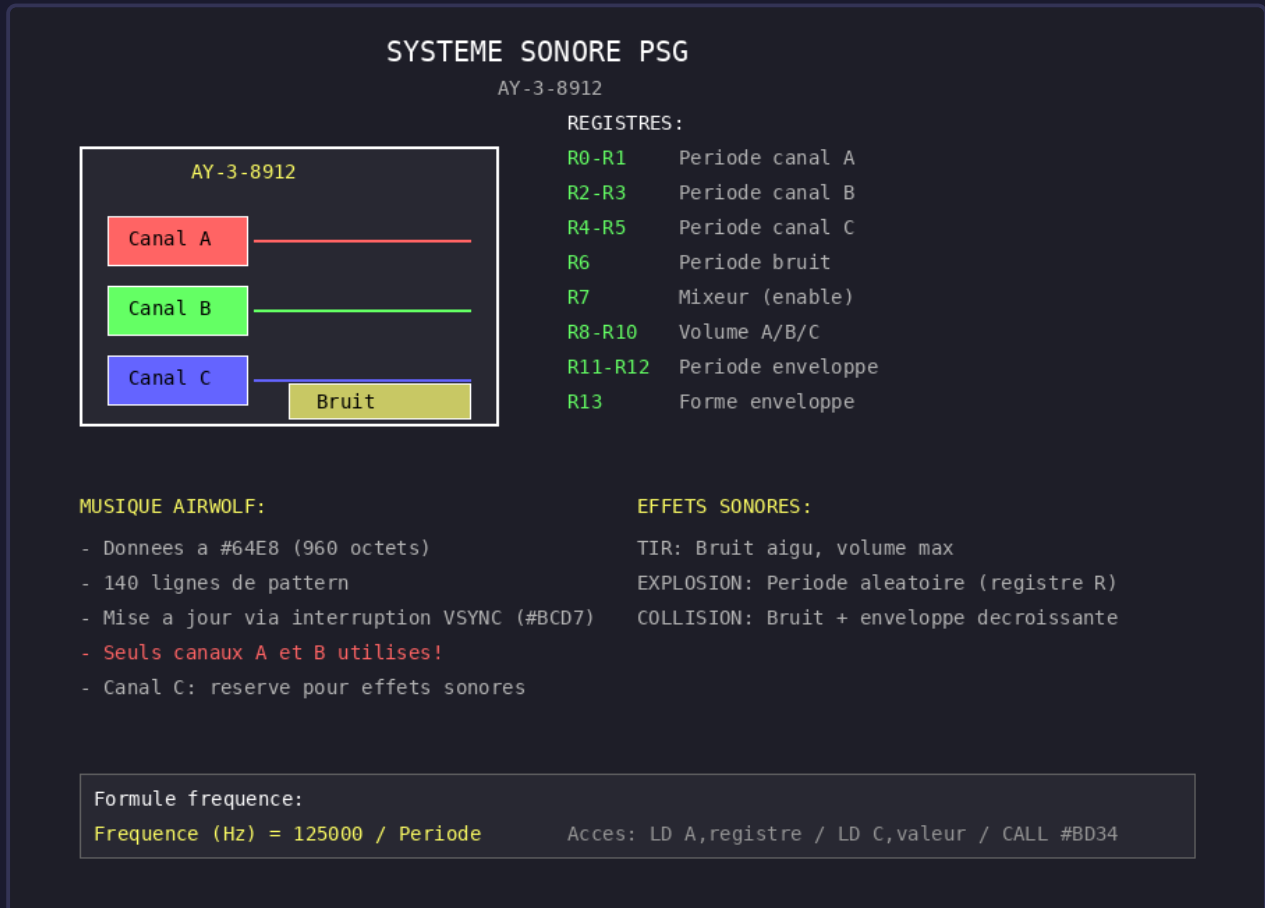 SYSTEME SONORE PSG
AY-3-8912
AY-3-8912
Canal A
Canal B
Canal C
Bruit
REGISTRES:
R0-R1 Periode canal A
R2-R3 Periode canal B
R4-R5 Periode canal C
R6 Periode bruit
R7 Mixeur (enable)
R8-R10 Volume A/B/C
R11-R12 Periode enveloppe
R13 Forme enveloppe
MUSIQUE AIRWOLF:
- Donnees a #64E8 (960 octets)
- 140 lignes de pattern
- Mise a jour via interruption VSYNC (#BCD7)
- Seuls canaux A et B utilises!
- Canal C: reserve pour effets sonores
EFFETS SONORES:
TIR: Bruit aigu, volume max
EXPLOSION: Periode aleatoire (registre R)
COLLISION: Bruit + enveloppe decroissante
Formule frequence:
Frequence (Hz) = 125000 / Periode
Acces: LD A,registre / LD C,valeur / CALL #BD34